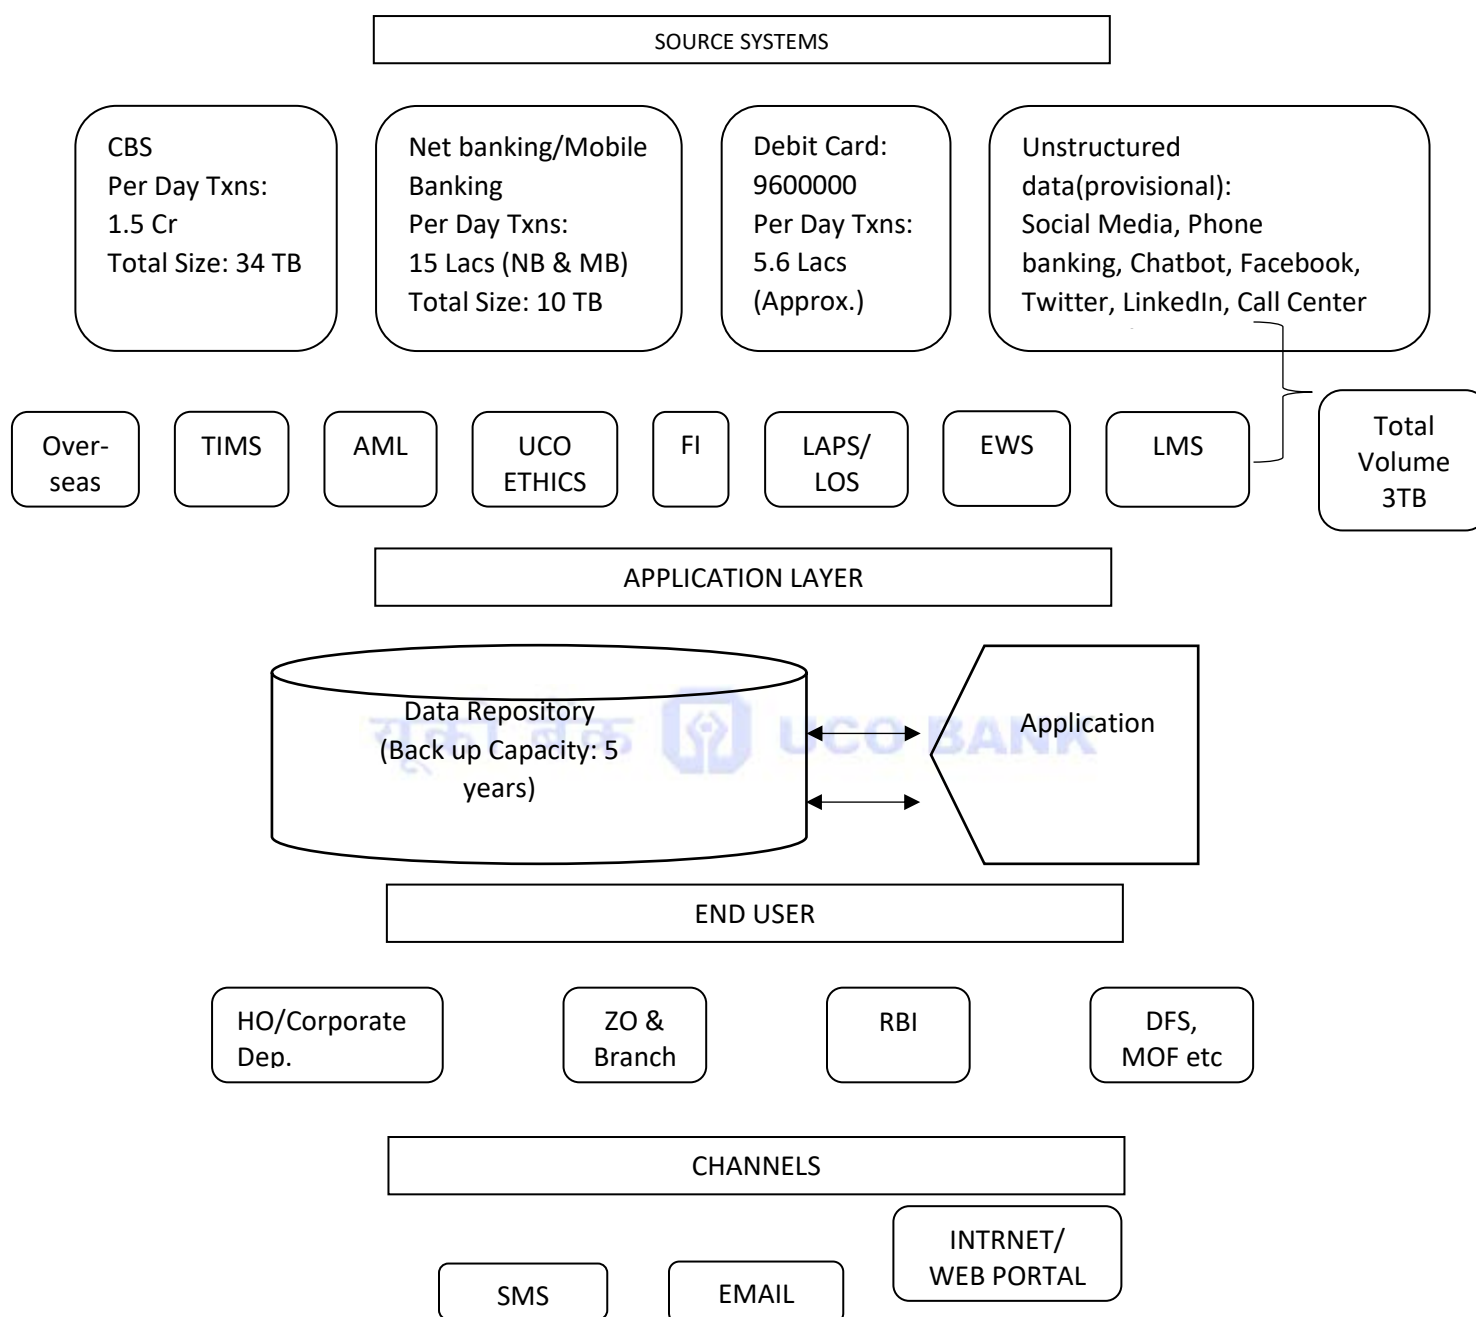 SOURCE SYSTEMS
CBS
Per Day Txns:
1.5 Cr
Total Size: 34 TB
Net banking/Mobile
Banking
Per Day Txns:
15 Lacs (NB & MB)
Total Size: 10 TB
Debit Card:
9600000
Per Day Txns:
5.6 Lacs
(Approx.)
Unstructured
data(provisional):
Social Media, Phone
banking, Chatbot, Facebook,
Twitter, LinkedIn, Call Center
Over-
seas
TIMS
AML
UCO
ETHICS
FI
LAPS/
LOS
EWS
LMS
Total
Volume
3TB
APPLICATION LAYER
Data Repository
(Back up Capacity: 5
years)
Application
यूको बैंक UCO BANK
END USER
HO/Corporate
Dep.
ZO &
Branch
RBI
DFS,
MOF etc
CHANNELS
SMS
EMAIL
INTRNET/
WEB PORTAL